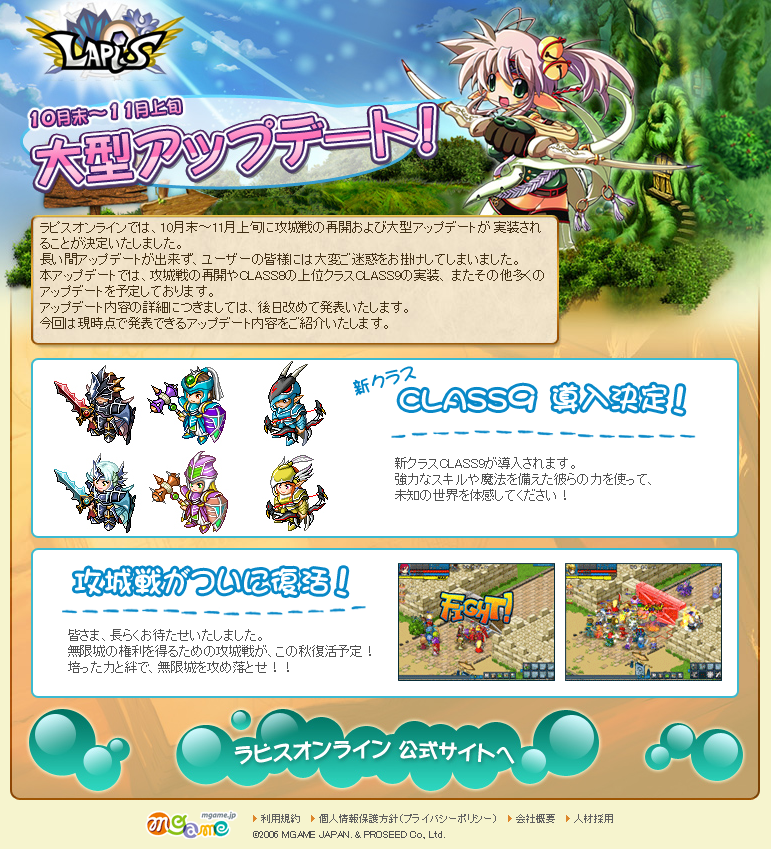 LAPIS
10月末～11月上旬
大型アップデート！
ラピスオンラインでは、10月末～11月上旬に攻城戦の再開および大型アップデートが 実装され
ることが決定いたしました。
長い間アップデートが出来ず、ユーザーの皆様には大変ご迷惑をお掛けしてしまいました。
本アップデートでは、攻城戦の再開やCLASS8の上位クラスCLASS9の実装、またその他多くの
アップデートを予定しております。
アップデート内容の詳細につきましては、後日改めて発表いたします。
今回は現時点で発表できるアップデート内容をご紹介いたします。
新クラス
CLASS9 導入決定！
新クラスCLASS9が導入されます。
強力なスキルや魔法を備えた彼らの力を使って、
未知の世界を体感してください！
攻城戦がついに復活！
皆さま、長らくお待たせいたしました。
無限城の権利を得るための攻城戦が、この秋復活予定！
培った力と絆で、無限城を攻め落とせ！！
FIGHT!
ラピスオンライン 公式サイトへ
mgame.jp
mgame
利用規約 個人情報保護方針（プライバシーポリシー） 会社概要 人材採用
©2006 MGAME JAPAN. & PROSEED Co,. Ltd.